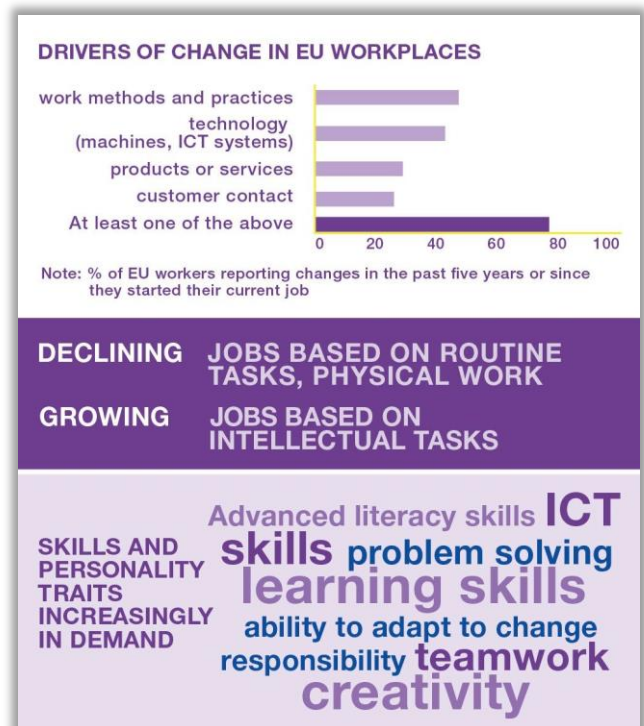 DRIVERS OF CHANGE IN EU WORKPLACES
work methods and practices
technology
(machines, ICT systems)
products or services
customer contact
At least one of the above
0 20 40 60 80 100
Note: % of EU workers reporting changes in the past five years or since
they started their current job
DECLINING JOBS BASED ON ROUTINE
TASKS, PHYSICAL WORK
GROWING JOBS BASED ON
INTELLECTUAL TASKS
SKILLS AND
PERSONALITY
TRAITS
INCREASINGLY
IN DEMAND
Advanced literacy skills ICT
skills problem solving
learning skills
ability to adapt to change
responsibility teamwork
creativity